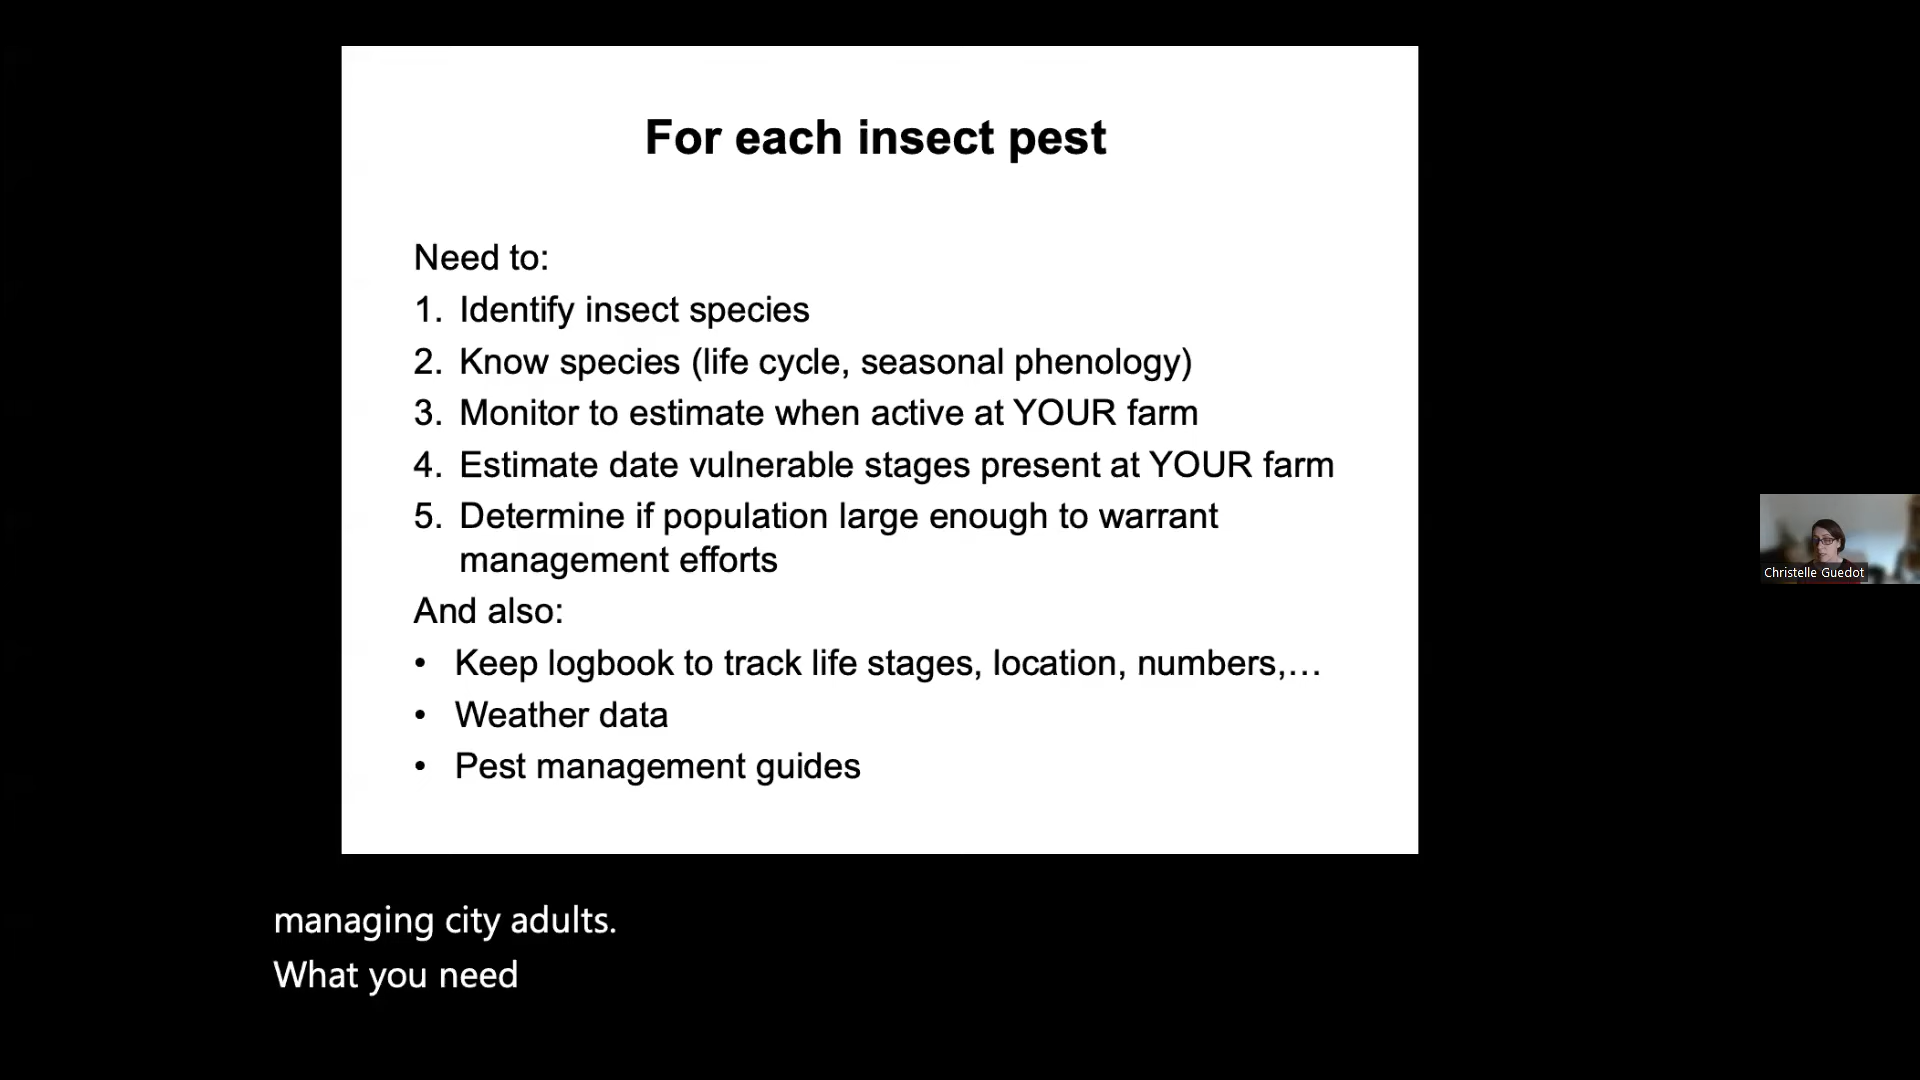 For each insect pest
Need to:
1. Identify insect species
2. Know species (life cycle, seasonal phenology)
3. Monitor to estimate when active at YOUR farm
4. Estimate date vulnerable stages present at YOUR farm
5. Determine if population large enough to warrant
management efforts
And also:
• Keep logbook to track life stages, location, numbers,…
• Weather data
• Pest management guides
Christelle Guedot
managing city adults.
What you need